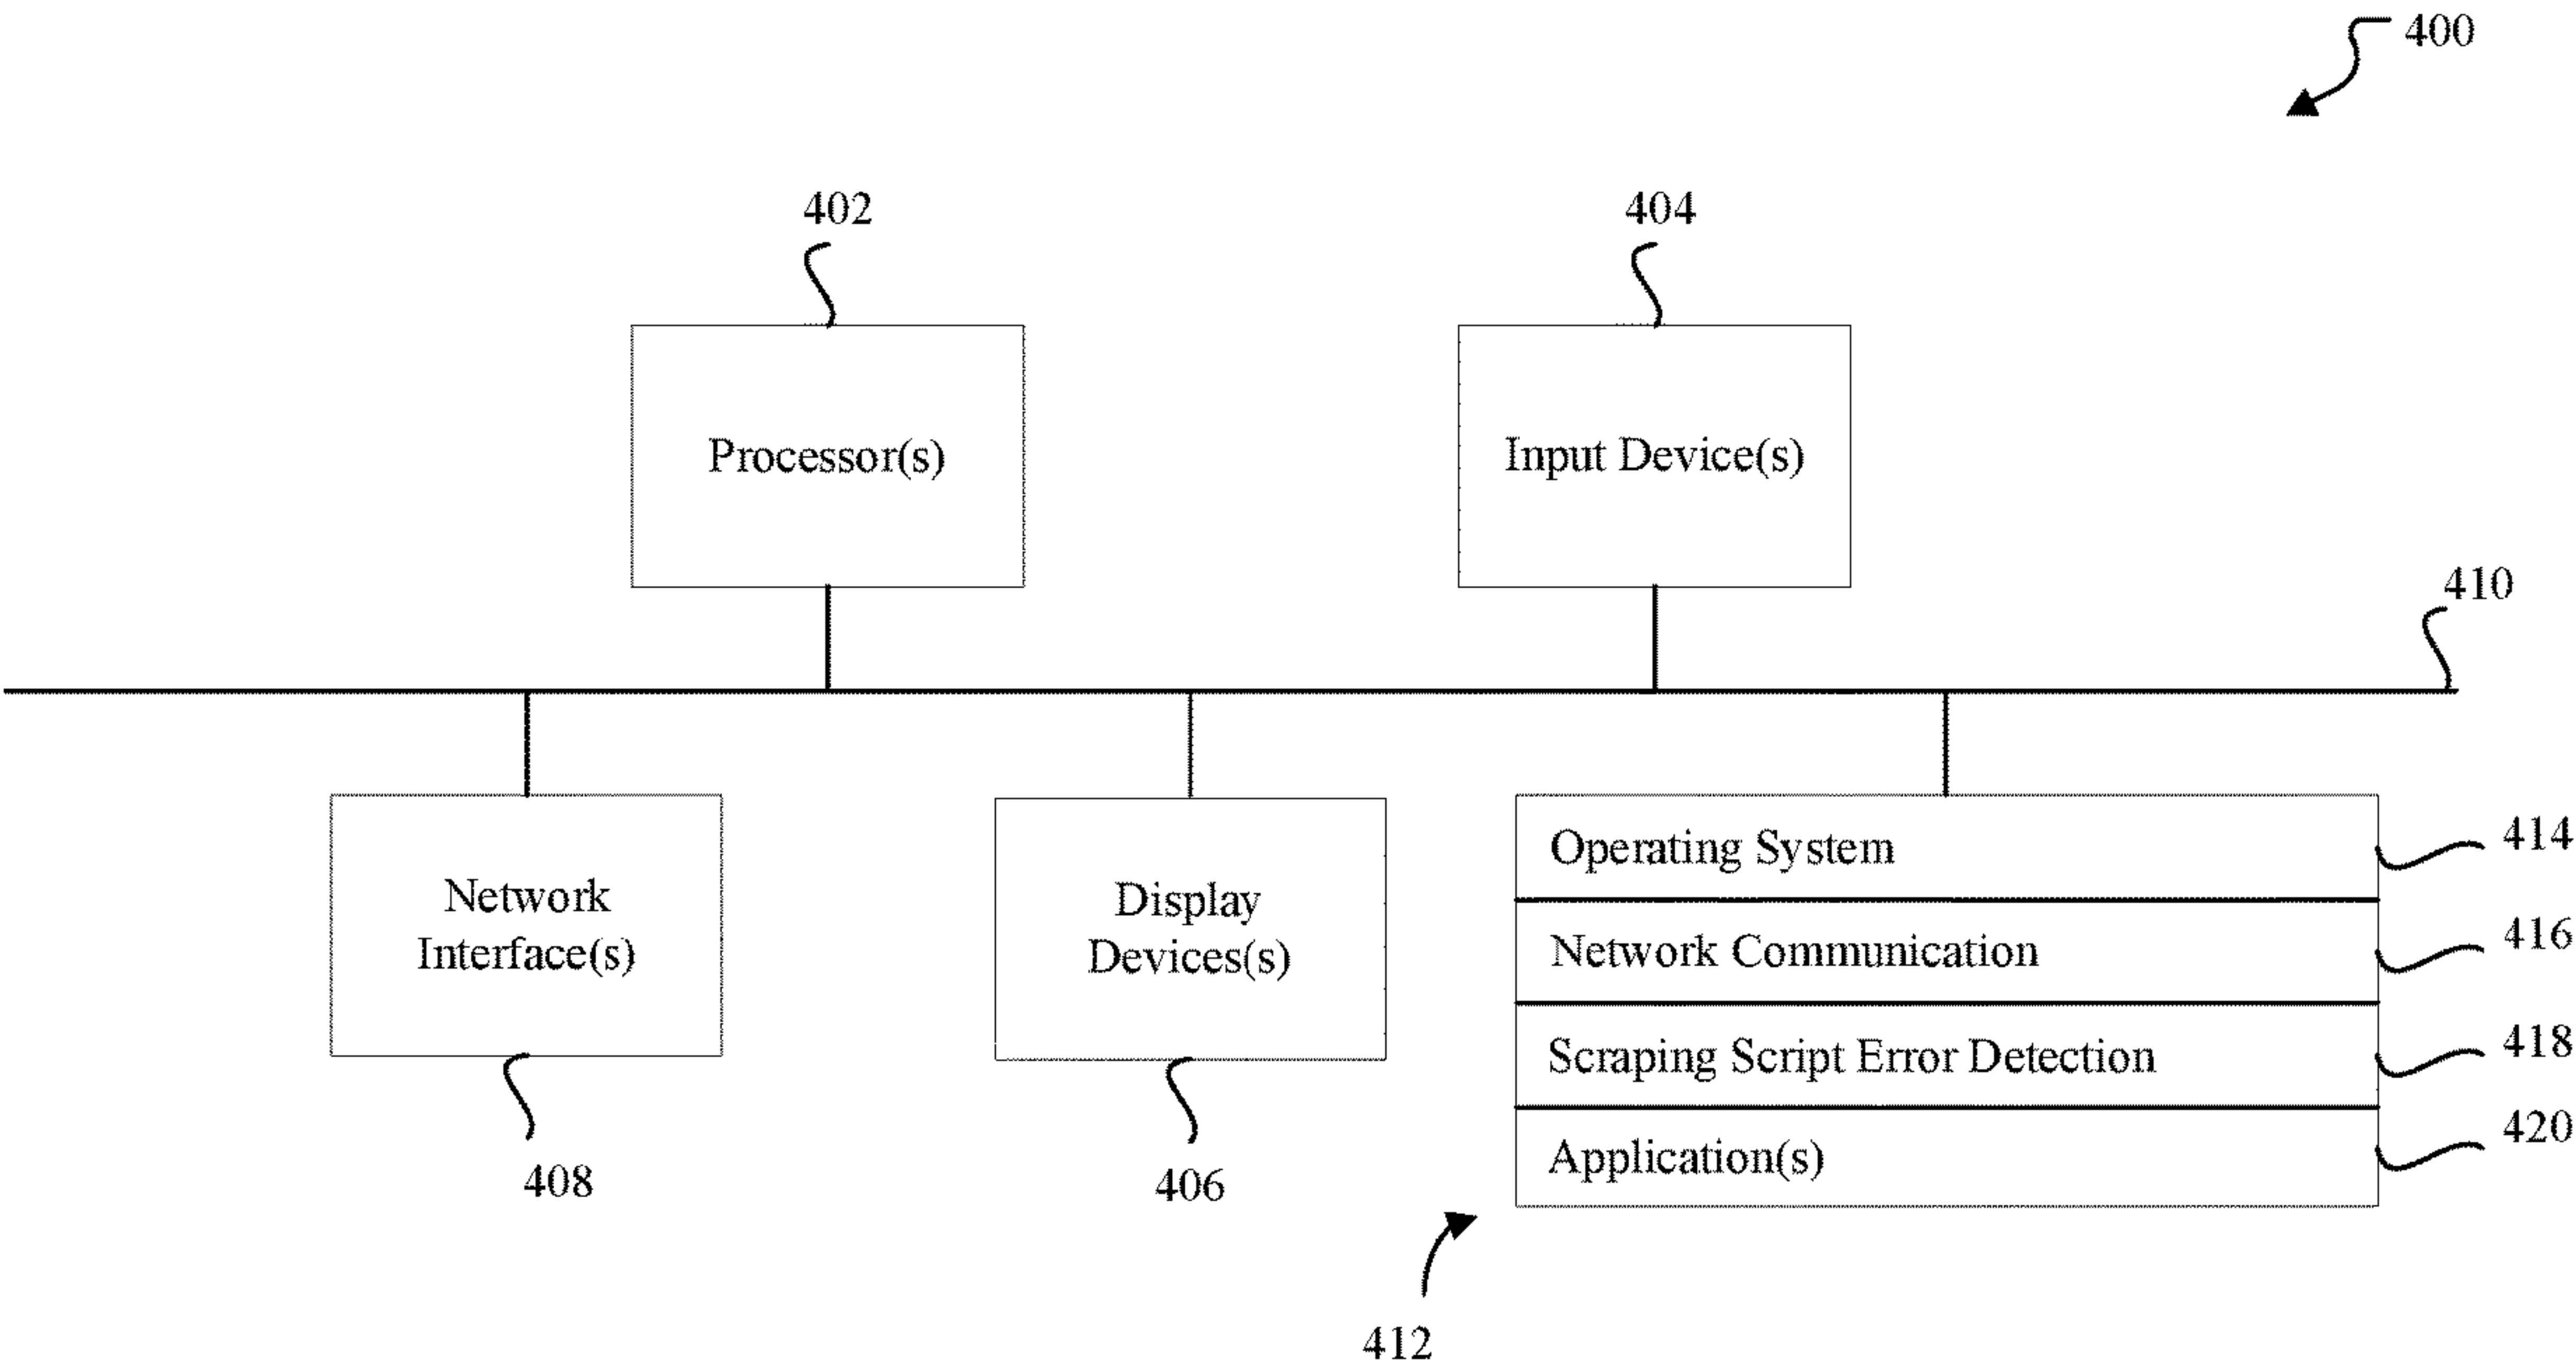 400
402
404
Processor(s)
Input Device(s)
410
Network
Interface(s)
Display
Devices(s)
Operating System
414
Network Communication
416
Scraping Script Error Detection
418
Application(s)
420
408
406
412